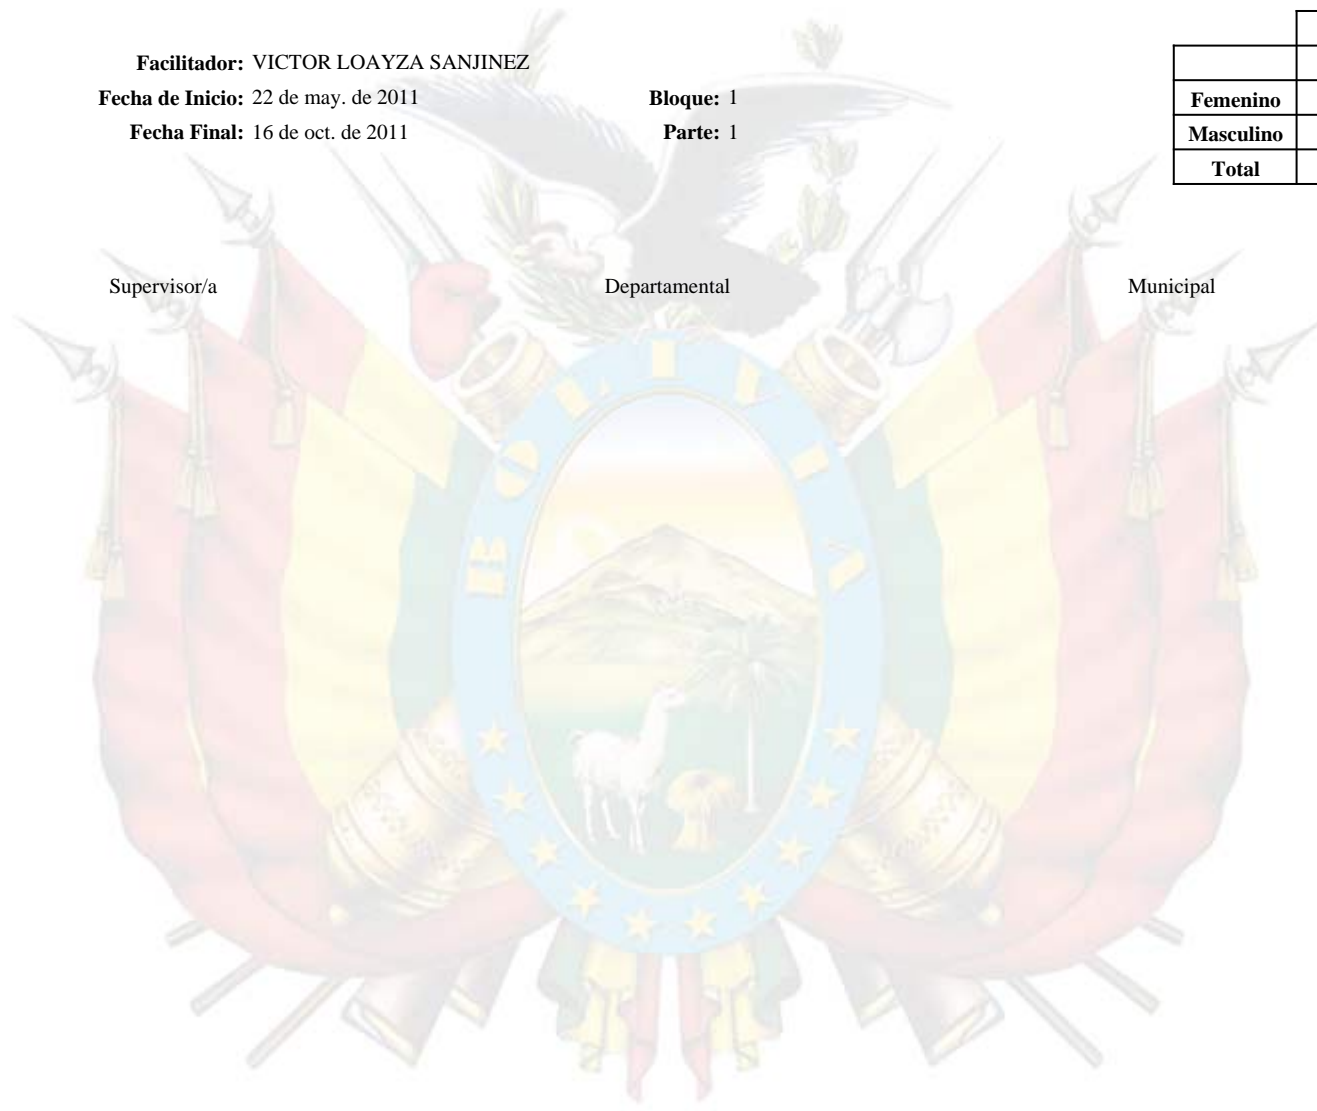 Facilitador: VICTOR LOAYZA SANJINEZ
Fecha de Inicio: 22 de may. de 2011 Bloque: 1
Fecha Final: 16 de oct. de 2011 Parte: 1
Femenino
Masculino
Total
Supervisor/a Departamental Municipal
BOLIVIA